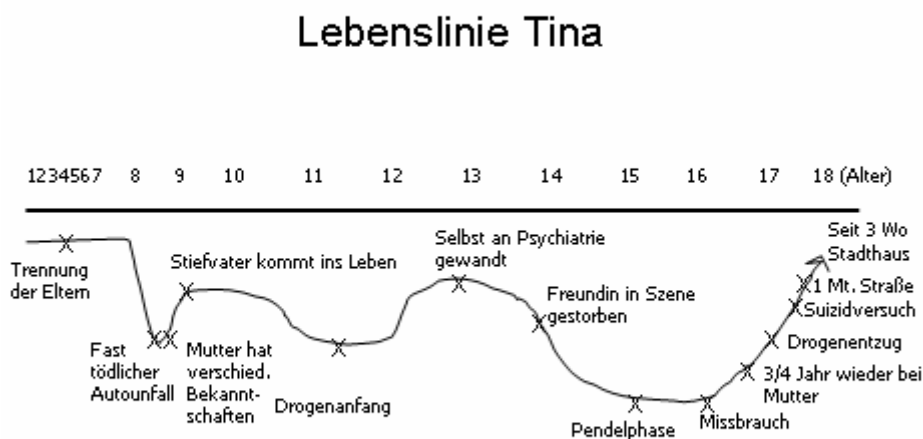 Lebenslinie Tina
1234567 8 9 10 11 12 13 14 15 16 17 18 (Alter)
Trennung
der Eltern
Fast
tödlicher
Autounfall
Mutter hat
verschied.
Bekannt-
schaften
Stiefvater kommt ins Leben
Drogenanfang
Selbst an Psychiatrie
gewandt
Freundin in Szene
gestorben
Pendelphase
Missbrauch
3/4 Jahr wieder bei
Mutter
Drogenentzug
Suizidversuch
1 Mt. Straße
Seit 3 Wo
Stadthaus